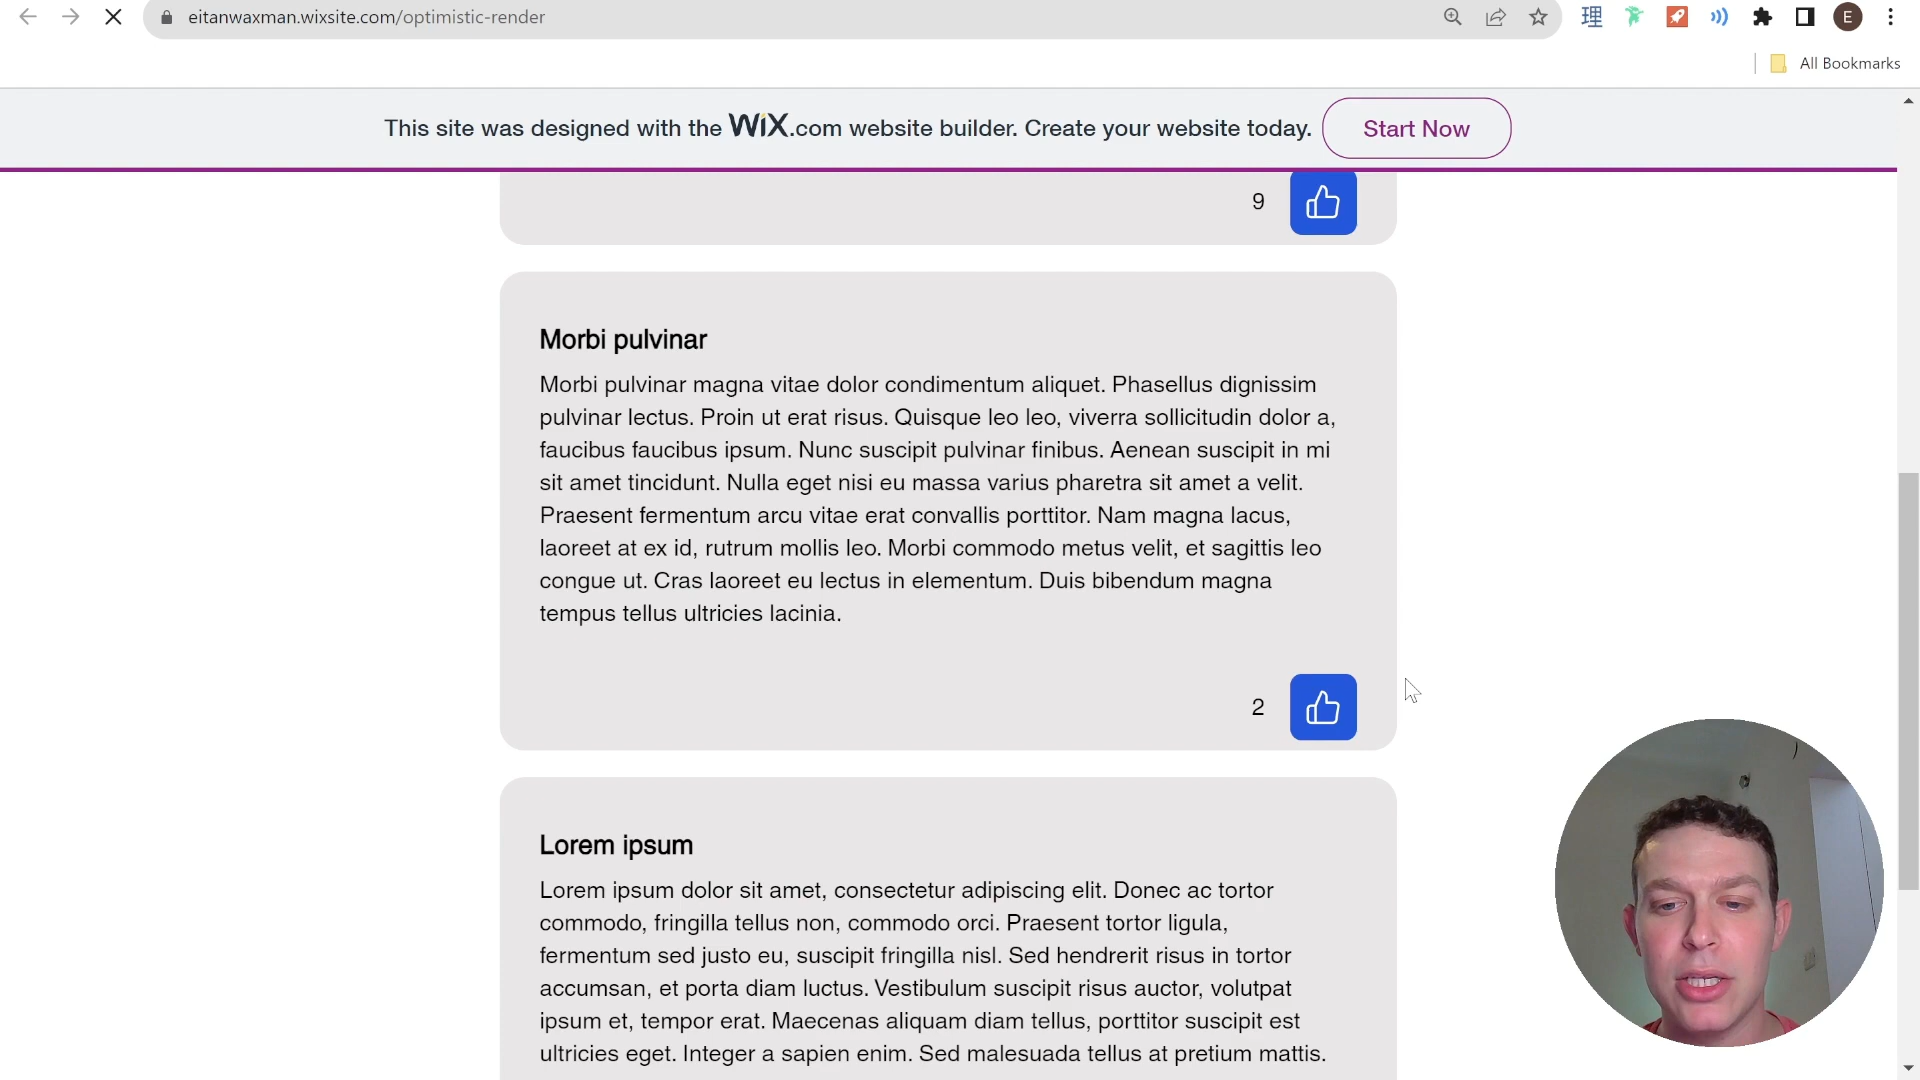 eitanwaxman.wixsite.com/optimistic-render
理
E
All Bookmarks
This site was designed with the WiX.com website builder. Create your website today.
Start Now
9
Morbi pulvinar
Morbi pulvinar magna vitae dolor condimentum aliquet. Phasellus dignissim
pulvinar lectus. Proin ut erat risus. Quisque leo leo, viverra sollicitudin dolor a,
faucibus faucibus ipsum. Nunc suscipit pulvinar finibus. Aenean suscipit in mi
sit amet tincidunt. Nulla eget nisi eu massa varius pharetra sit amet a velit.
Praesent fermentum arcu vitae erat convallis porttitor. Nam magna lacus,
laoreet at ex id, rutrum mollis leo. Morbi commodo metus velit, et sagittis leo
congue ut. Cras laoreet eu lectus in elementum. Duis bibendum magna
tempus tellus ultricies lacinia.
2
Lorem ipsum
Lorem ipsum dolor sit amet, consectetur adipiscing elit. Donec ac tortor
commodo, fringilla tellus non, commodo orci. Praesent tortor ligula,
fermentum sed justo eu, suscipit fringilla nisl. Sed hendrerit risus in tortor
accumsan, et porta diam luctus. Vestibulum suscipit risus auctor, volutpat
ipsum et, tempor erat. Maecenas aliquam diam tellus, porttitor suscipit est
ultricies eget. Integer a sapien enim. Sed malesuada tellus at pretium mattis.